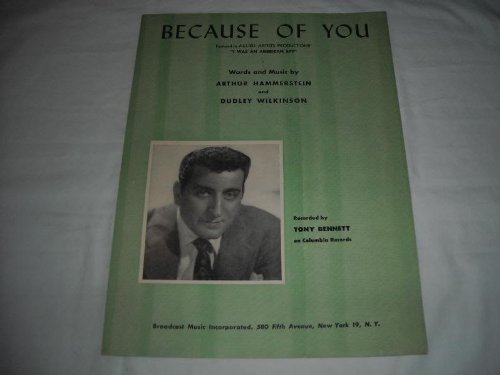 BECAUSE OF YOU
Featured in ALLIED ARTISTS PRODUCTIONS'
"I WAS AN AMERICAN SPY"
Words and Music by
ARTHUR HAMMERSTEIN
and
DUDLEY WILKINSON
Recorded by
TONY BENNETT
on Columbia Records
Broadcast Music Incorporated, 580 Fifth Avenue, New York 19, N. Y.